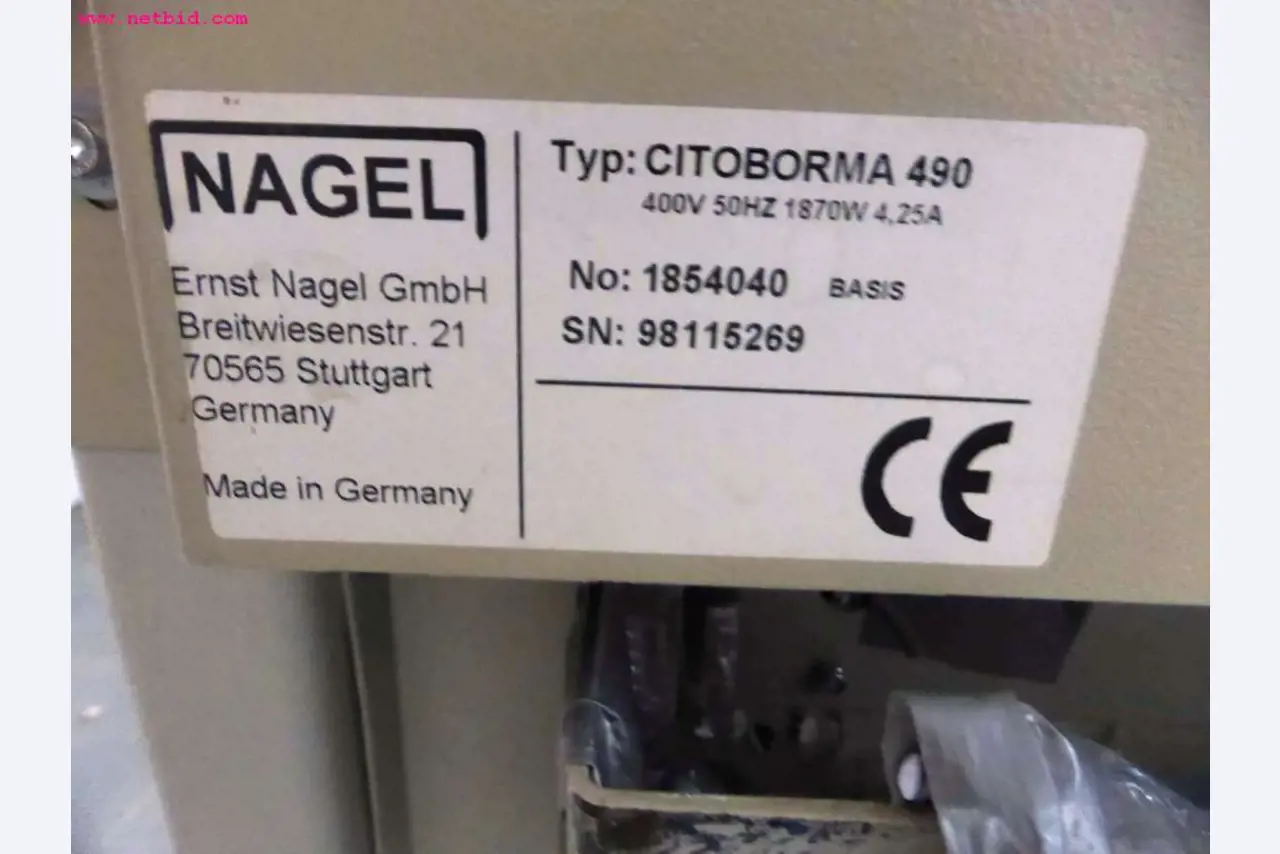 www.netbid.com
NAGEL
Ernst Nagel GmbH
Breitwiesenstr. 21
70565 Stuttgart
Germany
Made in Germany
Typ: CITOBORMA 490
400V 50HZ 1870W 4,25A
No: 1854040 BASIS
SN: 98115269
CE